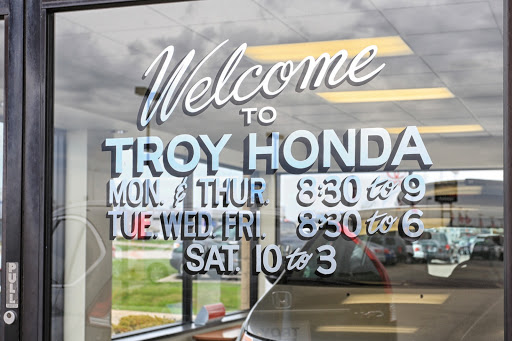 Welcome
TO
TROY HONDA
MON. & THUR. 8:30 to 9
TUE. WED. FRI. 8:30 to 6
SAT. 10 to 3
PULL